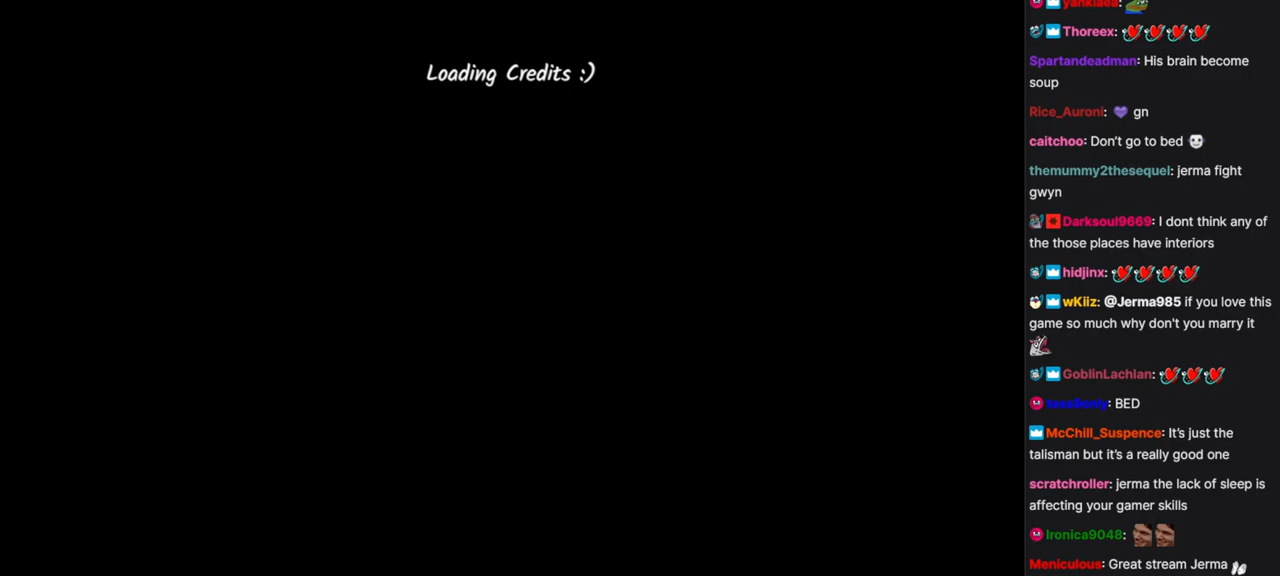 yankiaea:
Loading Credits :)
Thoreex:
Spartandeadman: His brain become
soup
Rice_Auroni: gn
caitchoo: Don't go to bed
themummy2thesequel: jerma fight
gwyn
Darksoul9669: I dont think any of
the those places have interiors
hidjinx:
wKiiz: @Jerma985 if you love this
game so much why don't you marry it
GoblinLachlan:
: BED
McChill_Suspence: It's just the
talisman but it's a really good one
scratchroller: jerma the lack of sleep is
affecting your gamer skills
Ironica9048:
Meniculous: Great stream Jerma